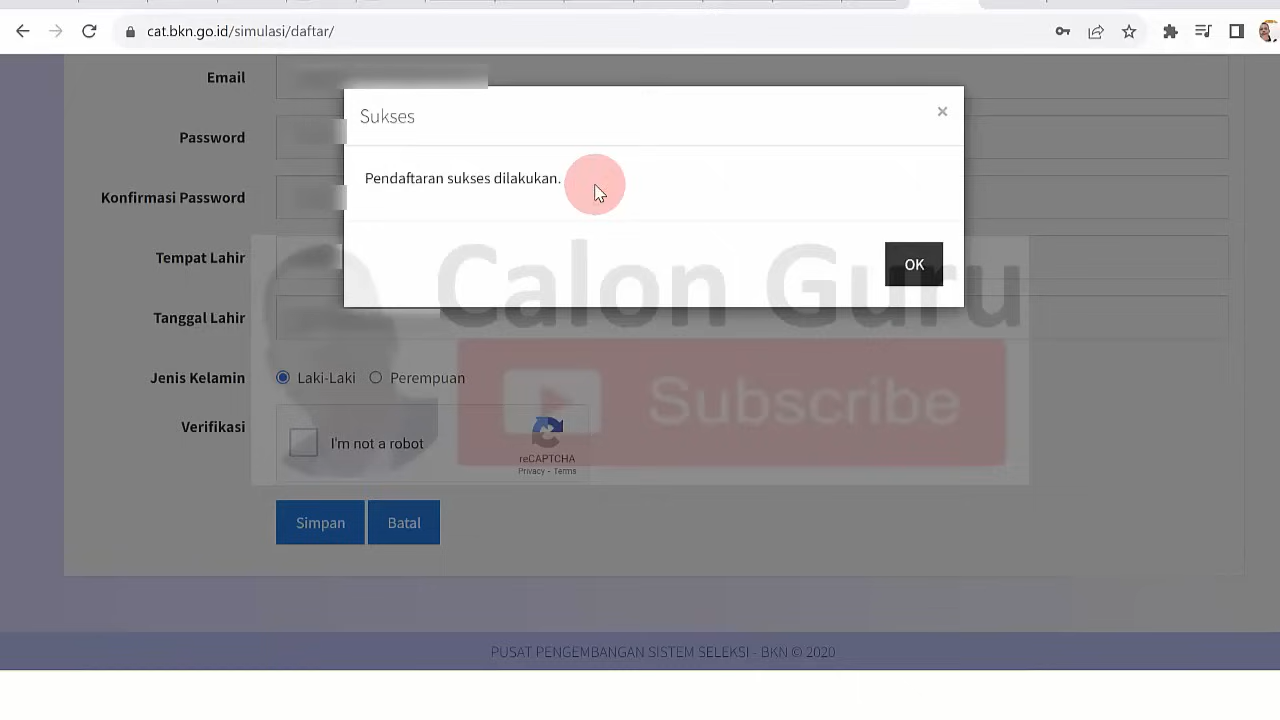 cat.bkn.go.id/simulasi/daftar/
Email
Sukses
×
Password
Pendaftaran sukses dilakukan.
Konfirmasi Password
Tempat Lahir
OK
Calon Guru
Tanggal Lahir
Jenis Kelamin
Laki-Laki
Perempuan
Subscribe
Verifikasi
I'm not a robot
reCAPTCHA
Privacy - Terms
Simpan
Batal
PUSAT PENGEMBANGAN SISTEM SELEKSI - BKN © 2020